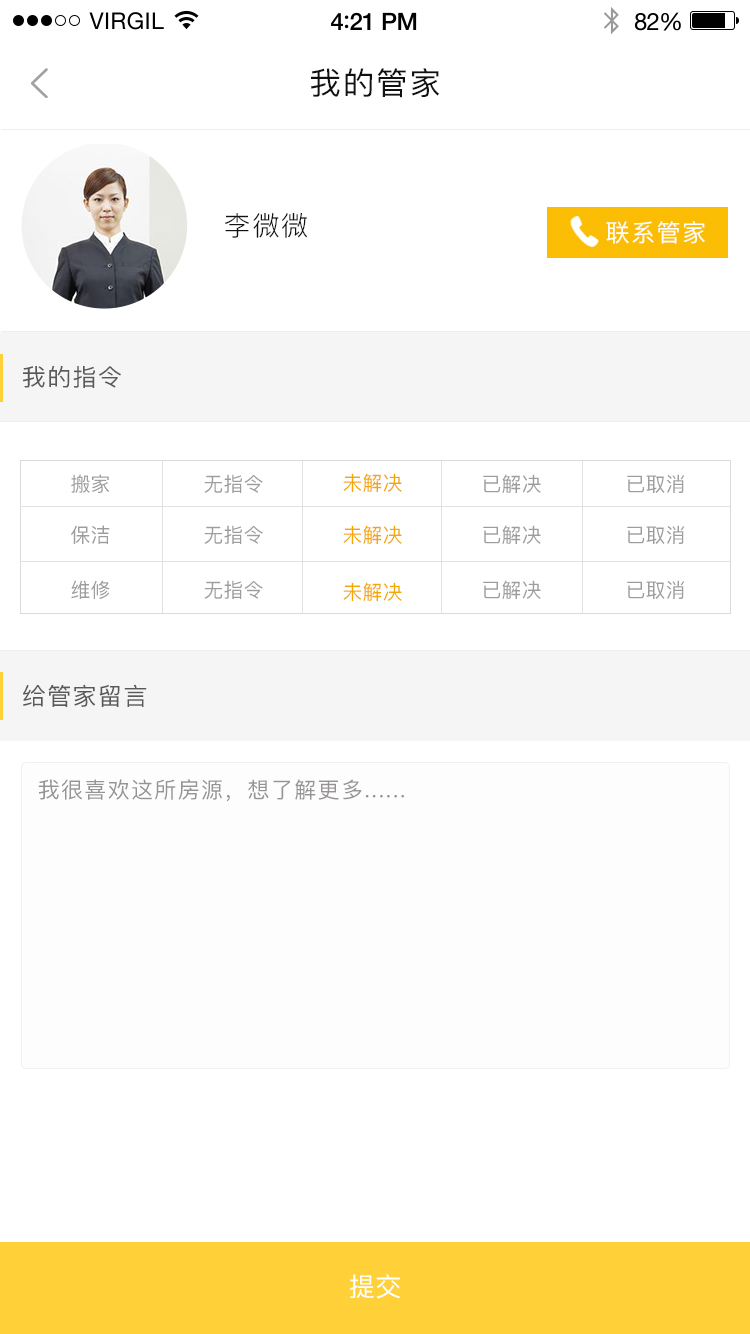 VIRGIL 4:21 PM 82%
我的管家
李微微
联系管家
我的指令
搬家 无指令 未解决 已解决 已取消
保洁 无指令 未解决 已解决 已取消
维修 无指令 未解决 已解决 已取消
给管家留言
我很喜欢这所房源，想了解更多......
提交